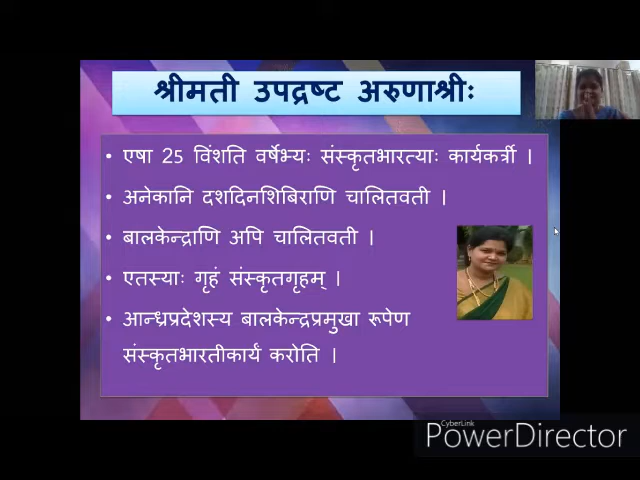 श्रीमती उपद्रष्ट अरुणाश्रीः
• एषा 25 विंशति वर्षेभ्यः संस्कृतभारत्याः कार्यकर्त्री ।
• अनेकानि दशदिनशिबिराणि चालितवती ।
• बालकेन्द्राणि अपि चालितवती ।
• एतस्याः गृहं संस्कृतगृहम् ।
• आन्ध्रप्रदेशस्य बालकेन्द्रप्रमुखा रूपेण
संस्कृतभारतीकार्यं करोति ।
CyberLink
PowerDirector